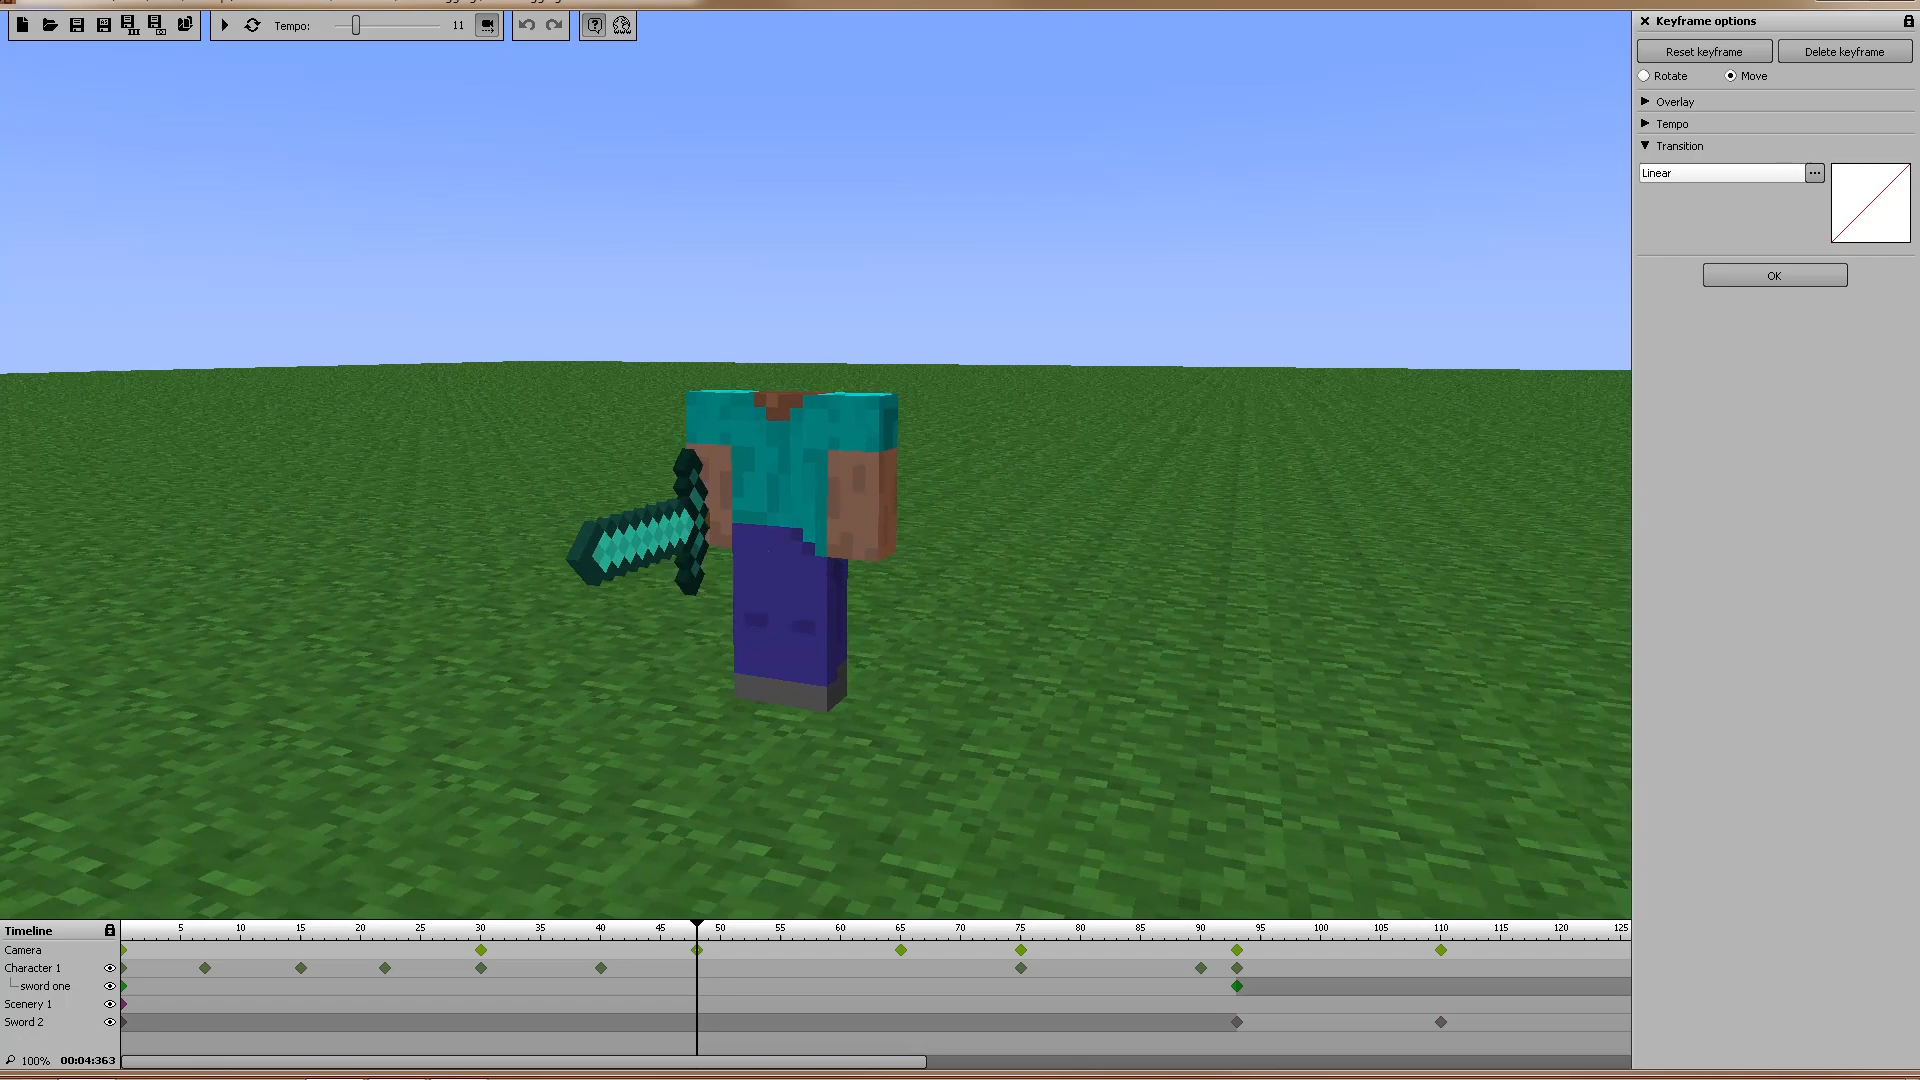 Tempo: 11
Keyframe options
Reset keyframe Delete keyframe
Rotate Move
Overlay
Tempo
Transition
Linear ...
OK
Timeline 5 10 15 20 25 30 35 40 45 50 55 60 65 70 75 80 85 90 95 100 105 110 115 120 125
Camera
Character 1
sword one
Scenery 1
Sword 2
100% 00:04:363